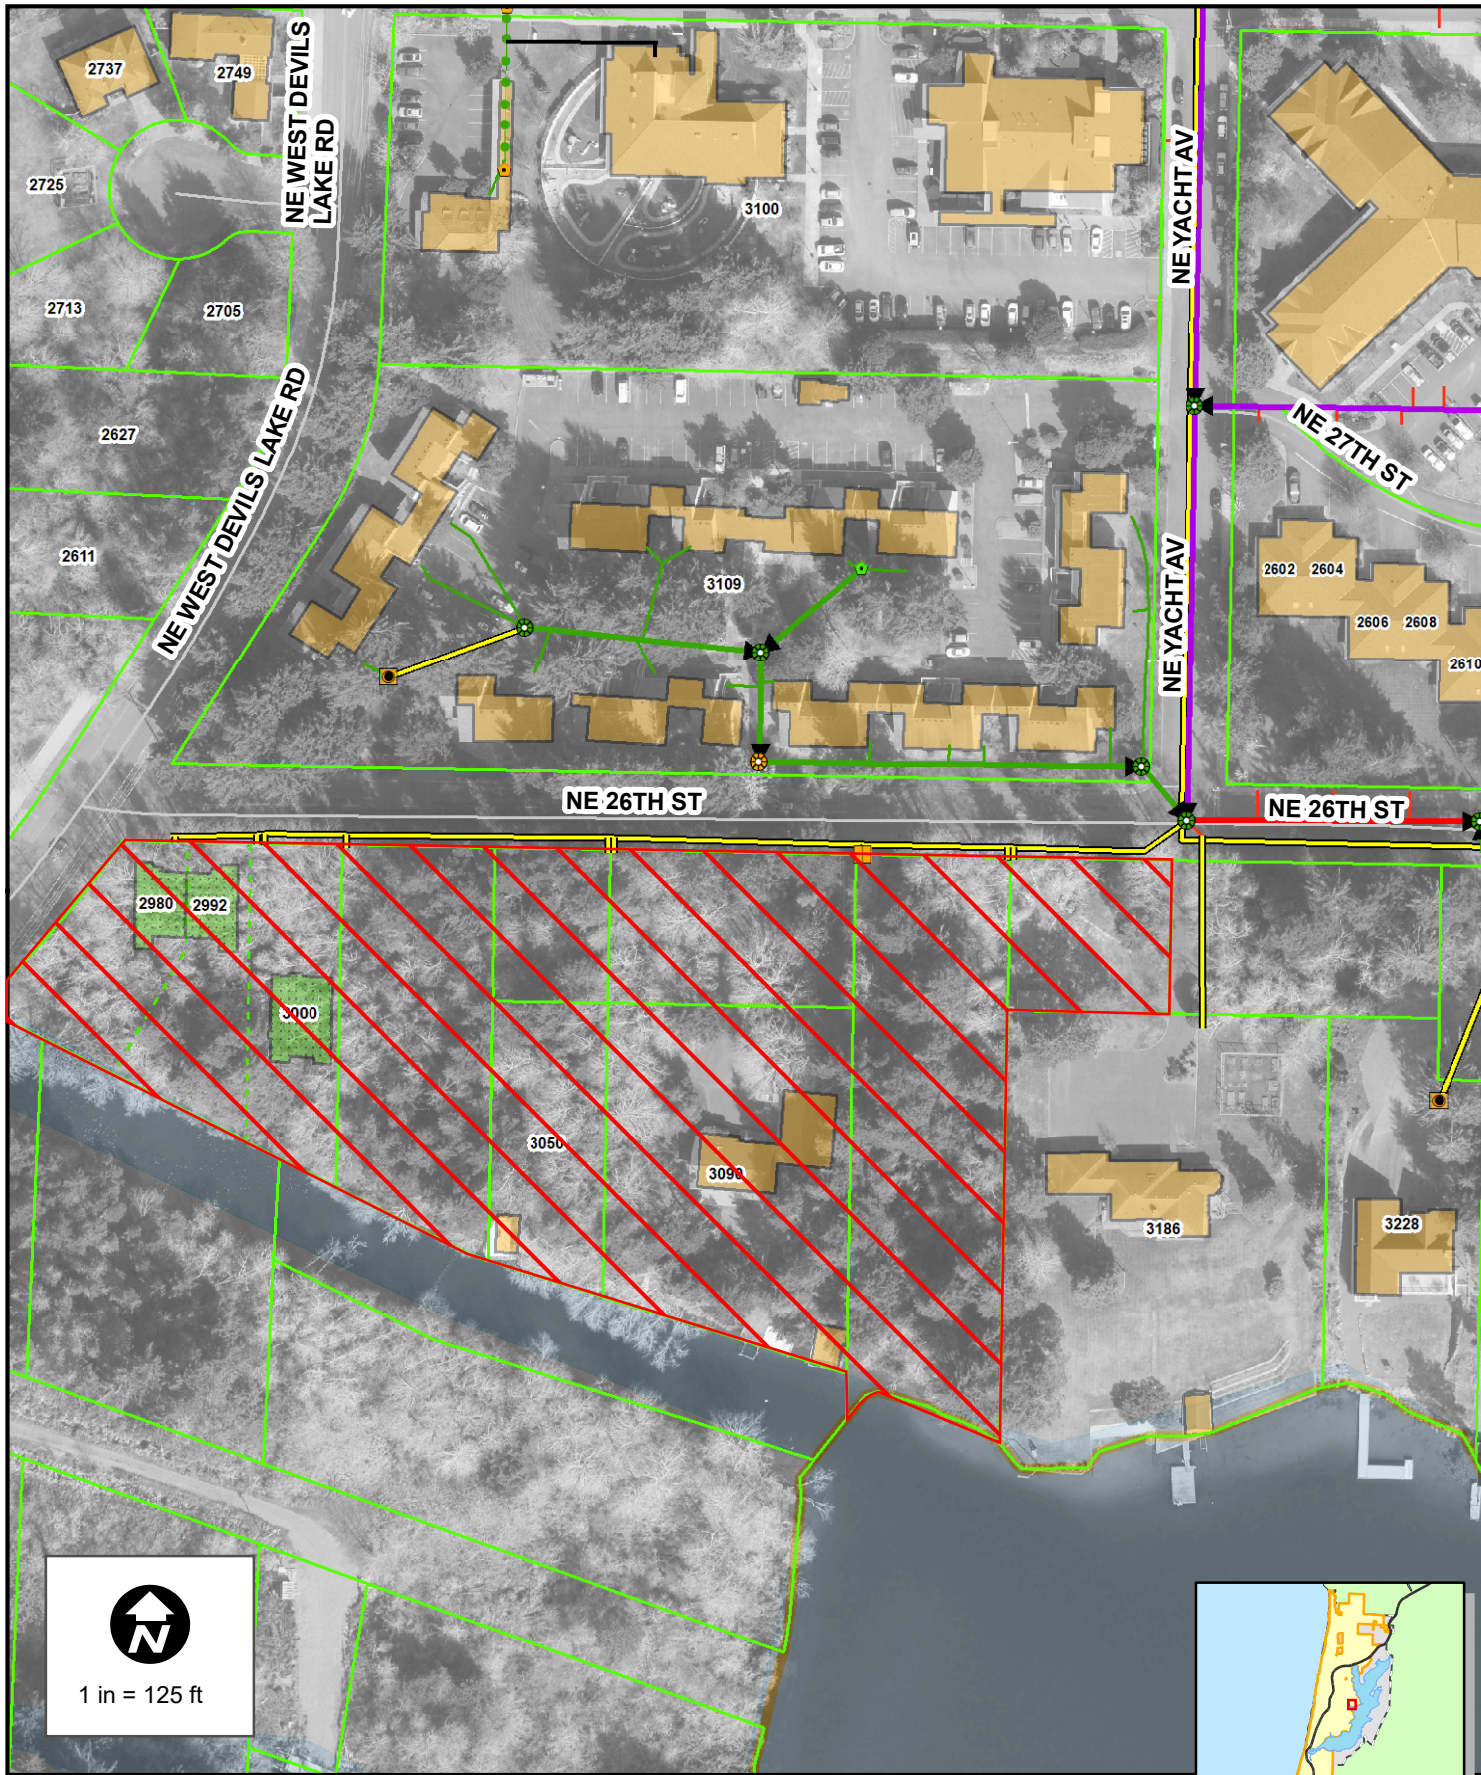 2737
2749
NE WEST DEVILS
LAKE RD
2725
3100
NE YACHT AV
2713
2705
NE WEST DEVILS LAKE RD
2627
NE 27TH ST
2611
3109
NE YACHT AV
2602
2604
2606
2608
2610
NE 26TH ST
NE 26TH ST
2980
2992
3000
3050
3090
3186
3228
N
1 in = 125 ft